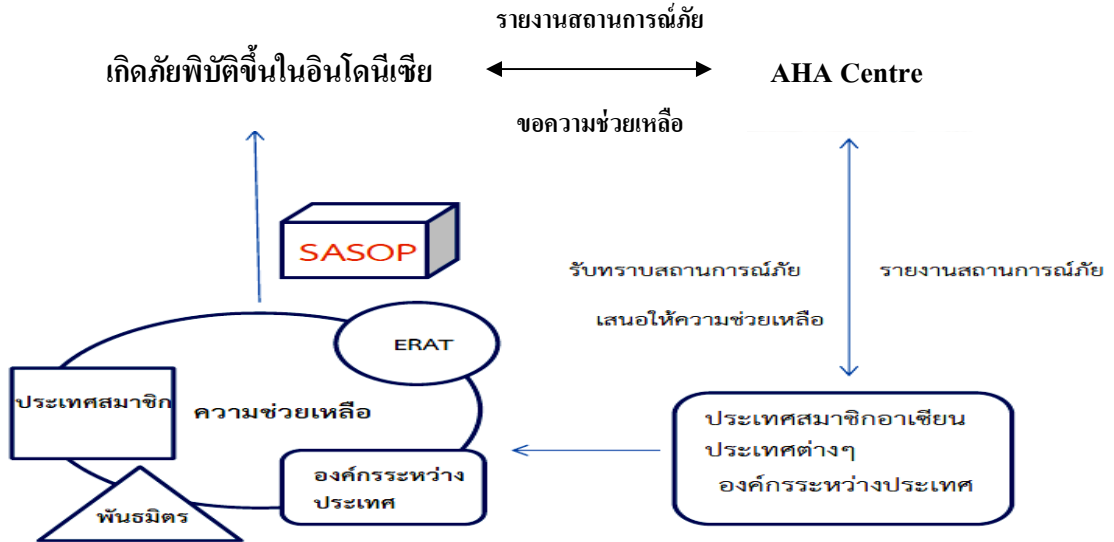 รายงานสถานการณ์ภัย
เกิดภัยพิบัติขึ้นในอินโดนีเซีย
AHA Centre
ขอความช่วยเหลือ
SASOP
รับทราบสถานการณ์ภัย
รายงานสถานการณ์ภัย
เสนอให้ความช่วยเหลือ
ERAT
ประเทศสมาชิก
ความช่วยเหลือ
องค์กรระหว่าง
ประเทศ
พันธมิตร
ประเทศสมาชิกอาเซียน
ประเทศต่างๆ
องค์กรระหว่างประเทศ